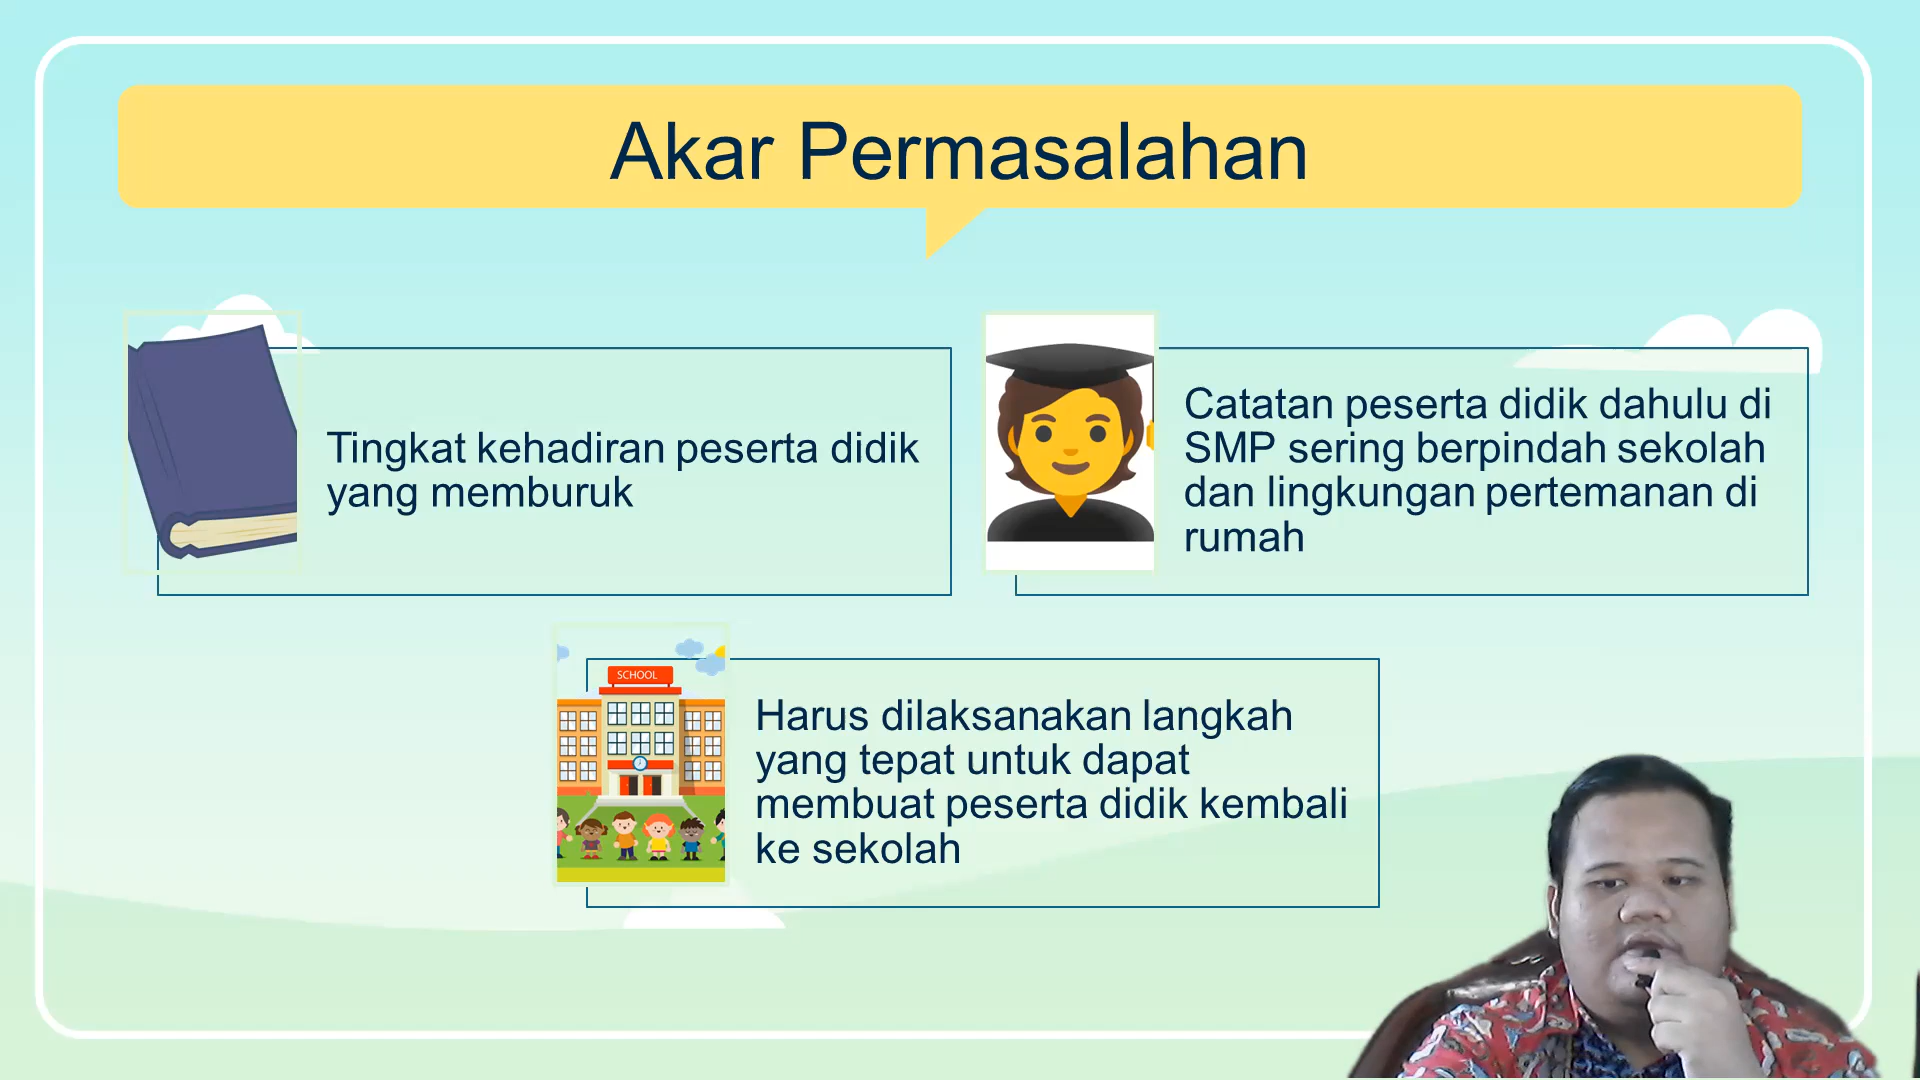 Akar Permasalahan
Tingkat kehadiran peserta didik
yang memburuk
Catatan peserta didik dahulu di
SMP sering berpindah sekolah
dan lingkungan pertemanan di
rumah
SCHOOL
Harus dilaksanakan langkah
yang tepat untuk dapat
membuat peserta didik kembali
ke sekolah